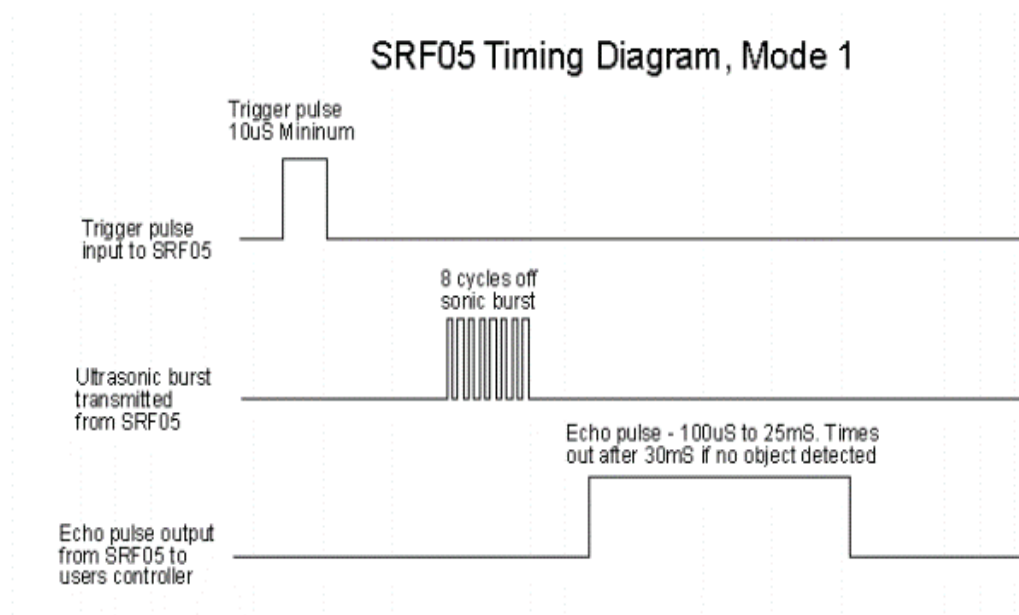 SRF05 Timing Diagram, Mode 1
Trigger pulse
10uS Mininum
Trigger pulse
input to SRF05
8 cycles off
sonic burst
Ultrasonic burst
transmitted
from SRF05
Echo pulse - 100uS to 25mS. Times
out after 30mS if no object detected
Echo pulse output
from SRF05 to
users controller